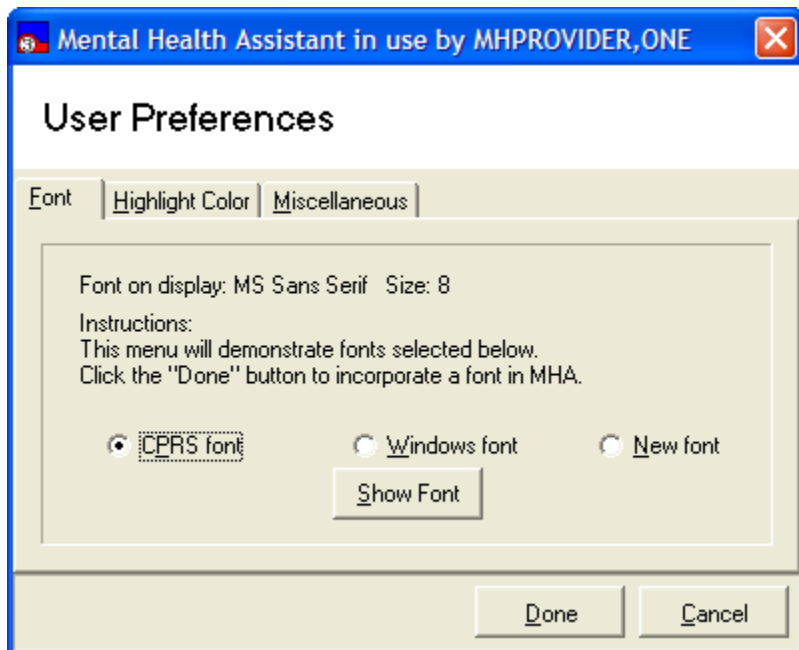 Mental Health Assistant in use by MHPROVIDER,ONE
User Preferences
Font Highlight Color Miscellaneous
Font on display: MS Sans Serif Size: 8
Instructions:
This menu will demonstrate fonts selected below.
Click the "Done" button to incorporate a font in MHA.
CPRS font Windows font New font
Show Font
Done Cancel